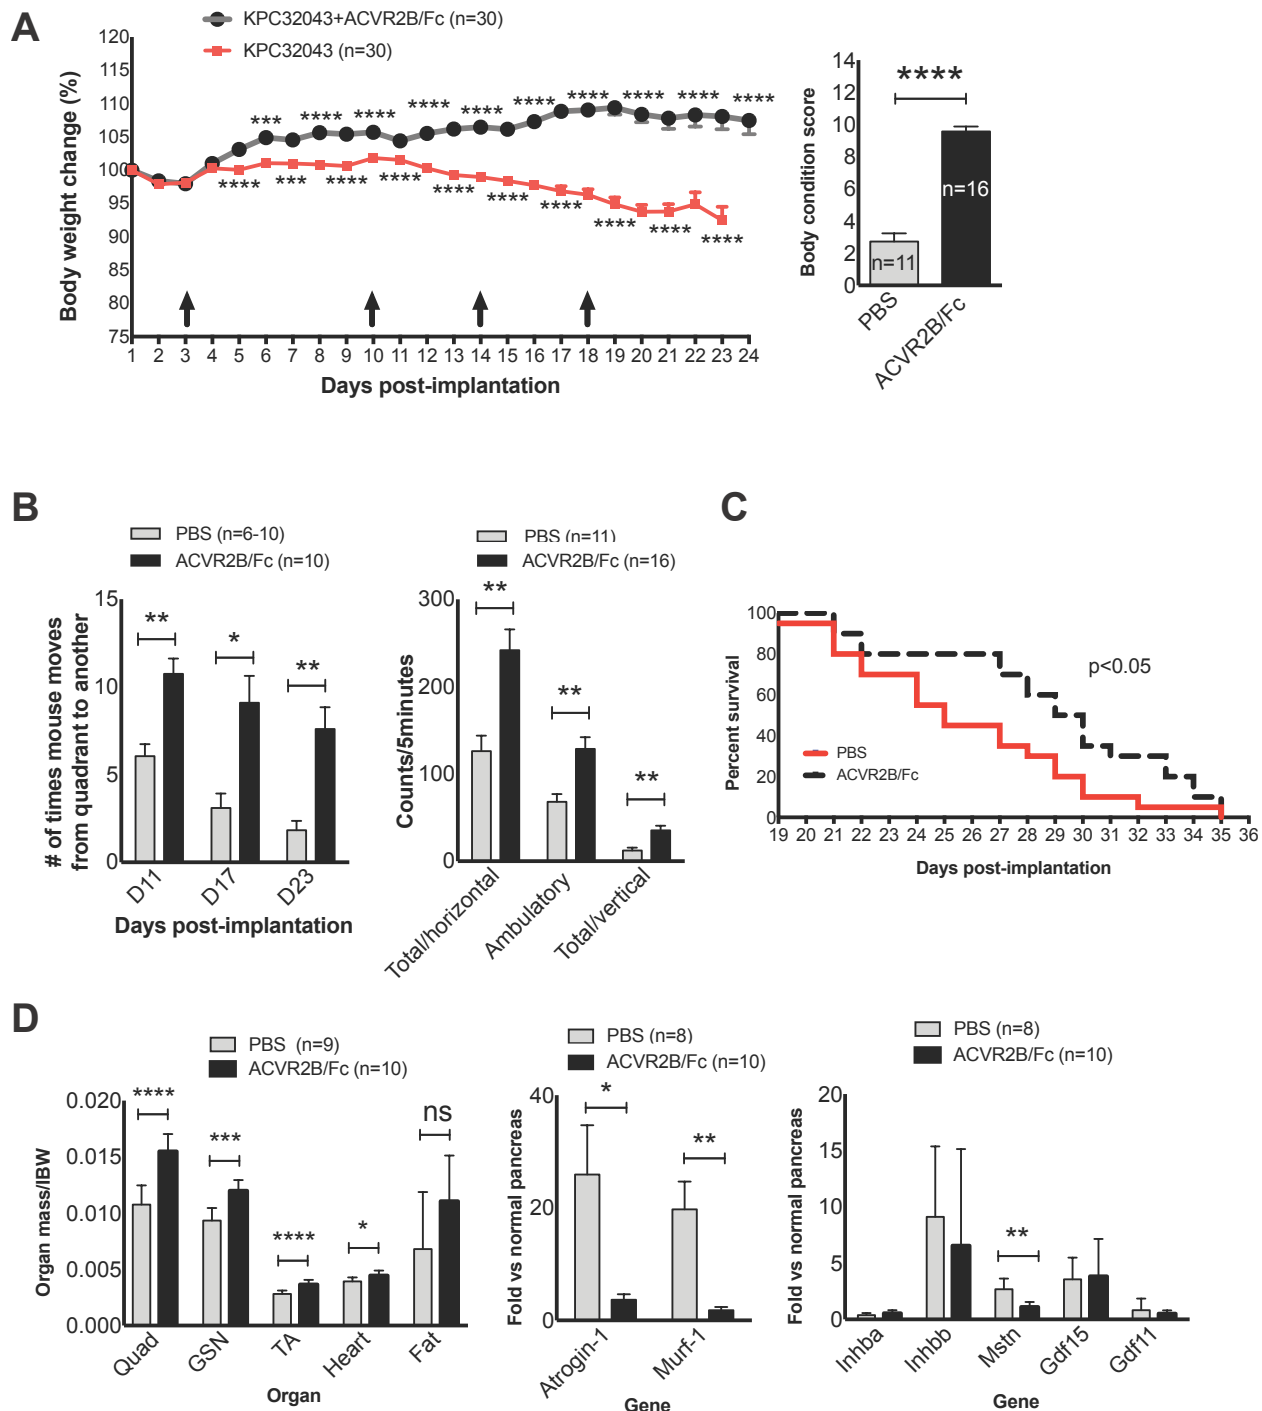 A
KPC32043+ACVR2B/Fc (n=30)
KPC32043 (n=30)
Body weight change (%)
120
115
110
105
100
95
90
85
80
75
*** **** **** **** **** **** **** **** **** ****
**** *** **** **** **** **** **** **** **** ****
1 2 3 4 5 6 7 8 9 10 11 12 13 14 15 16 17 18 19 20 21 22 23 24
Days post-implantation
Body condition score
14
12
10
8
6
4
2
0
****
n=11
n=16
PBS
ACVR2B/Fc
B
PBS (n=6-10)
ACVR2B/Fc (n=10)
# of times mouse moves
from quadrant to another
15
10
5
0
** * **
D11 D17 D23
Days post-implantation
PBS (n=11)
ACVR2B/Fc (n=16)
Counts/5minutes
300
200
100
0
** ** **
Total/horizontal
Ambulatory
Total/vertical
C
Percent survival
100
80
60
40
20
0
p<0.05
PBS
ACVR2B/Fc
19 20 21 22 23 24 25 26 27 28 29 30 31 32 33 34 35 36
Days post-implantation
D
PBS (n=9)
ACVR2B/Fc (n=10)
Organ mass/IBW
0.020
0.015
0.010
0.005
0.000
**** *** **** * ns
Quad GSN TA Heart Fat
Organ
PBS (n=8)
ACVR2B/Fc (n=10)
Fold vs normal pancreas
40
20
0
* **
Atrogin-1 Murf-1
Gene
PBS (n=8)
ACVR2B/Fc (n=10)
Fold vs normal pancreas
20
15
10
5
0
**
Inhba Inhbb Mstn Gdf15 Gdf11
Gene